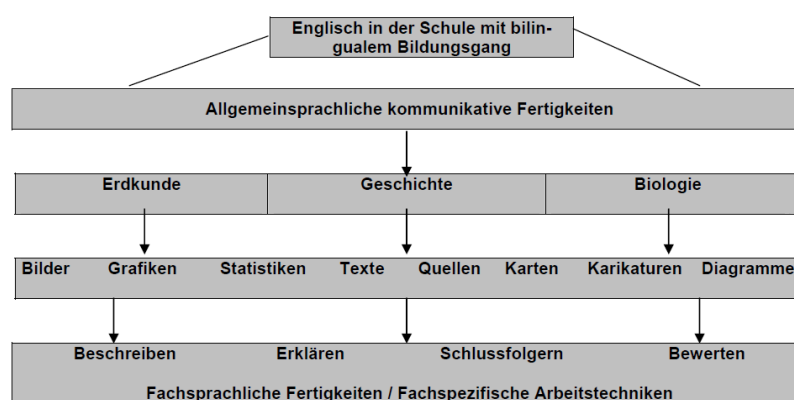 Englisch in der Schule mit bilin-
gualem Bildungsgang
Allgemeinsprachliche kommunikative Fertigkeiten
Erdkunde Geschichte Biologie
Bilder Grafiken Statistiken Texte Quellen Karten Karikaturen Diagramme
Beschreiben Erklären Schlussfolgern Bewerten
Fachsprachliche Fertigkeiten / Fachspezifische Arbeitstechniken